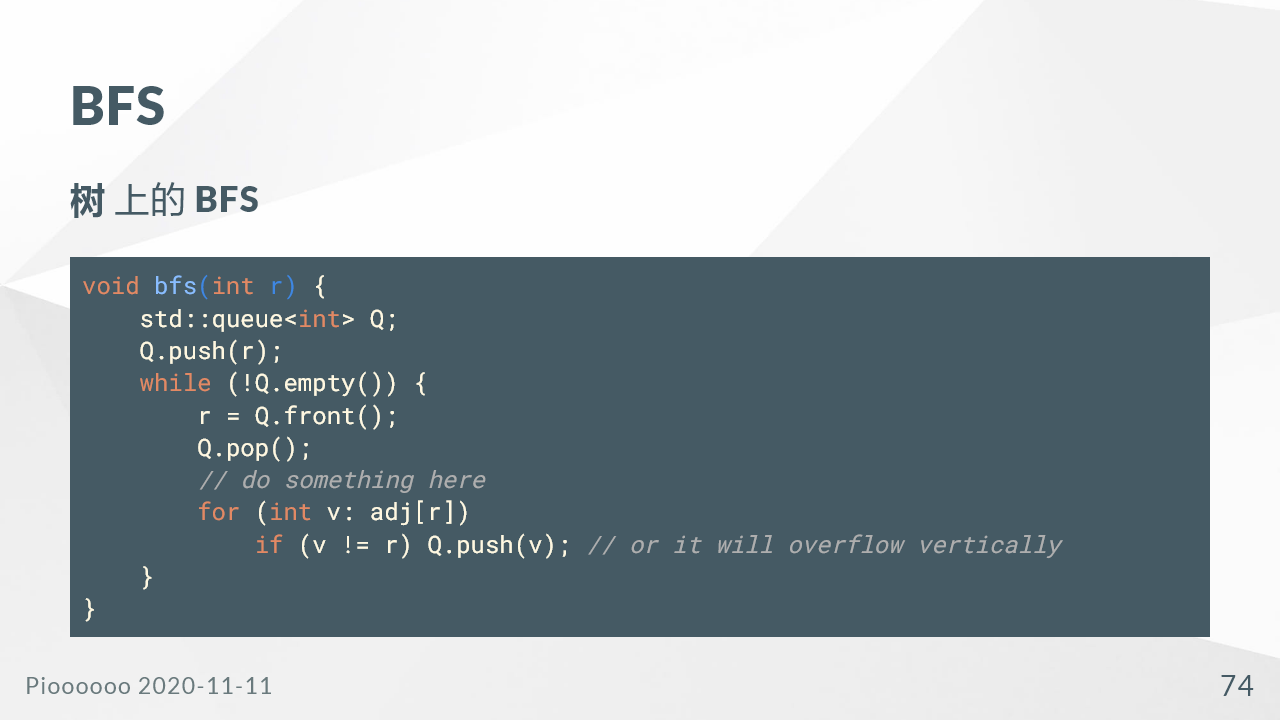 BFS
树 上的 BFS
void bfs(int r) {
    std::queue<int> Q;
    Q.push(r);
    while (!Q.empty()) {
        r = Q.front();
        Q.pop();
        // do something here
        for (int v: adj[r])
            if (v != r) Q.push(v); // or it will overflow vertically
    }
}
Pioooooo 2020-11-11
74